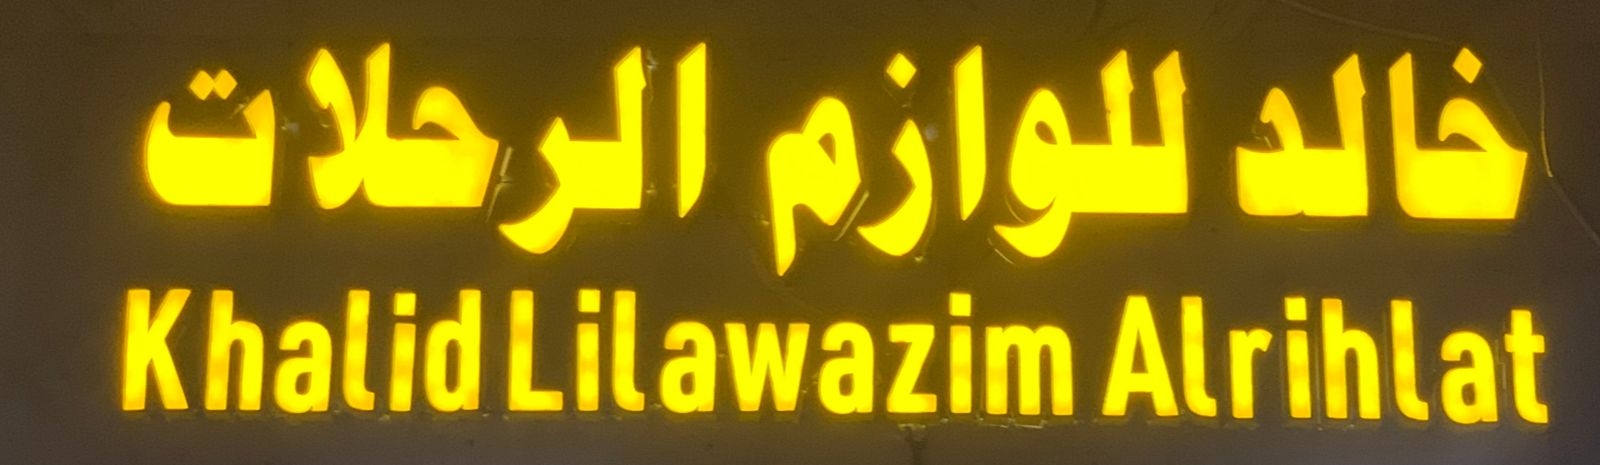 خالد للوازم الرحلات
Khalid Lilawazim Alrihlat